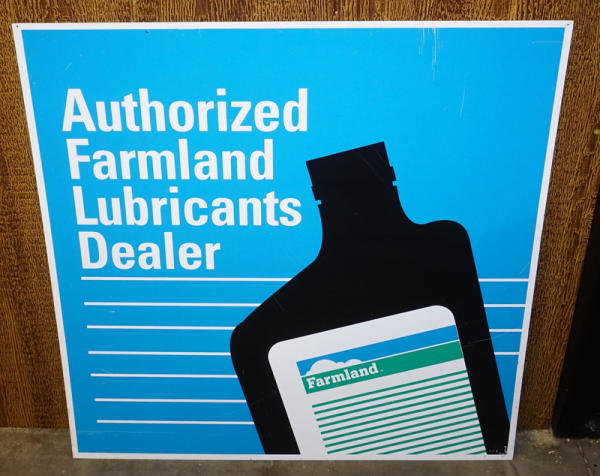 Authorized
Farmland
Lubricants
Dealer
Farmland